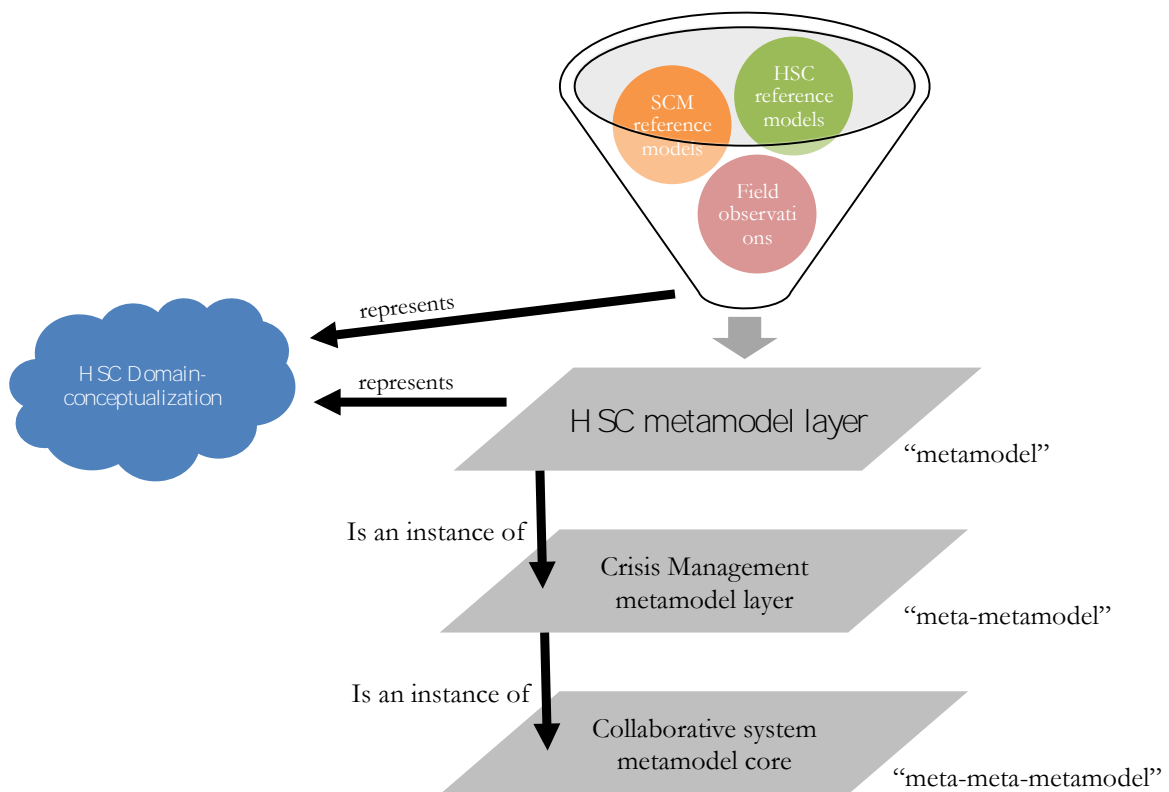 HSC
reference
models
SCM
reference
models
Field
observati
ons
represents
HSC Domain-
conceptualization
represents
HSC metamodel layer
“metamodel”
Is an instance of
Crisis Management
metamodel layer
“meta-metamodel”
Is an instance of
Collaborative system
metamodel core
“meta-meta-metamodel”